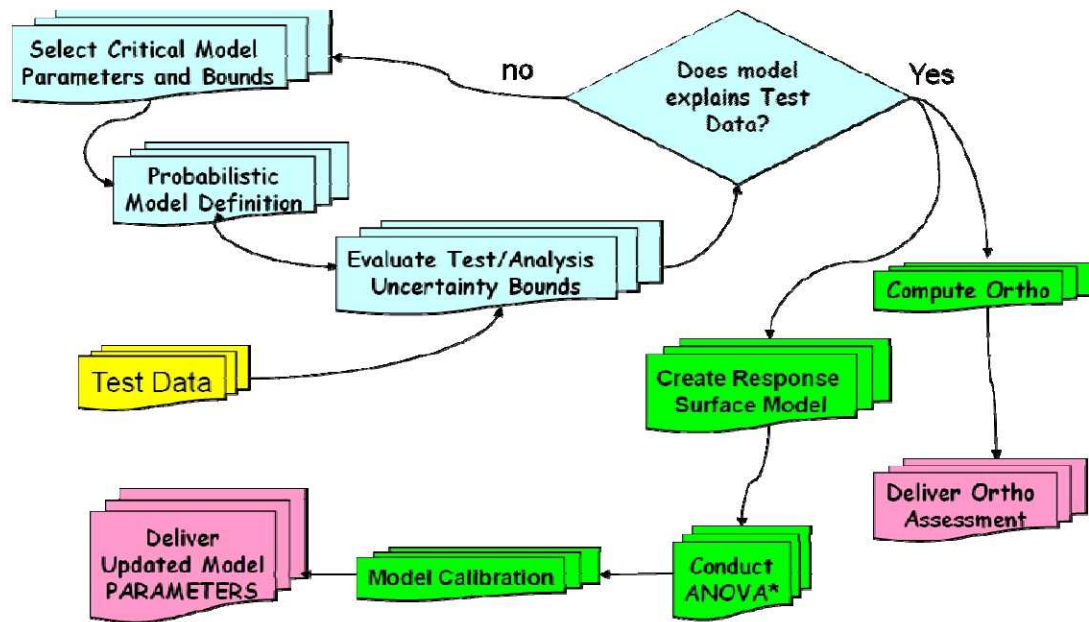 Select Critical Model
Parameters and Bounds
no
Does model
explains Test
Data?
Yes
Probabilistic
Model Definition
Evaluate Test/Analysis
Uncertainty Bounds
Compute Ortho
Test Data
Create Response
Surface Model
Deliver Ortho
Assessment
Deliver
Updated Model
PARAMETERS
Model Calibration
Conduct
ANOVA*